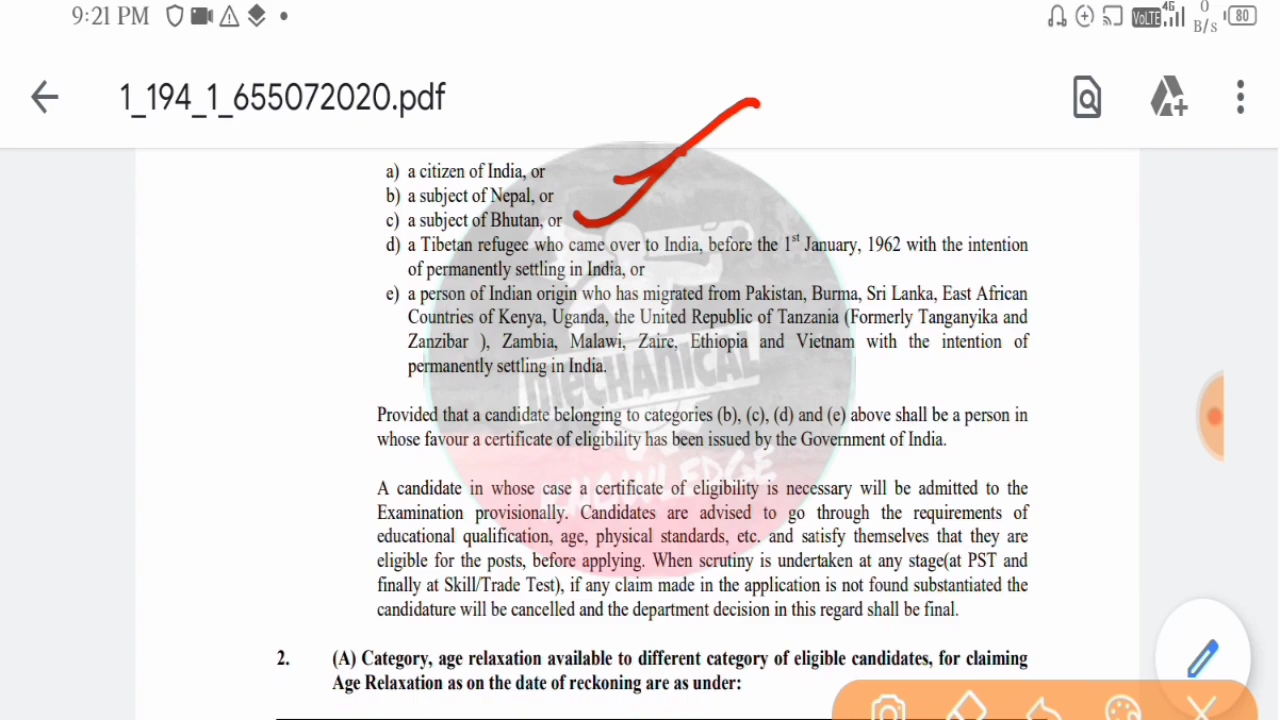 9:21 PM
4G
VoLTE
0
B/s
80
1_194_1_655072020.pdf
a) a citizen of India, or
b) a subject of Nepal, or
c) a subject of Bhutan, or
d) a Tibetan refugee who came over to India, before the 1st January, 1962 with the intention
of permanently settling in India, or
e) a person of Indian origin who has migrated from Pakistan, Burma, Sri Lanka, East African
Countries of Kenya, Uganda, the United Republic of Tanzania (Formerly Tanganyika and
Zanzibar ), Zambia, Malawi, Zaire, Ethiopia and Vietnam with the intention of
permanently settling in India.
MECHANICAL
Provided that a candidate belonging to categories (b), (c), (d) and (e) above shall be a person in
whose favour a certificate of eligibility has been issued by the Government of India.
KNOWLEDGE
A candidate in whose case a certificate of eligibility is necessary will be admitted to the
Examination provisionally. Candidates are advised to go through the requirements of
educational qualification, age, physical standards, etc. and satisfy themselves that they are
eligible for the posts, before applying. When scrutiny is undertaken at any stage(at PST and
finally at Skill/Trade Test), if any claim made in the application is not found substantiated the
candidature will be cancelled and the department decision in this regard shall be final.
2. (A) Category, age relaxation available to different category of eligible candidates, for claiming
Age Relaxation as on the date of reckoning are as under: